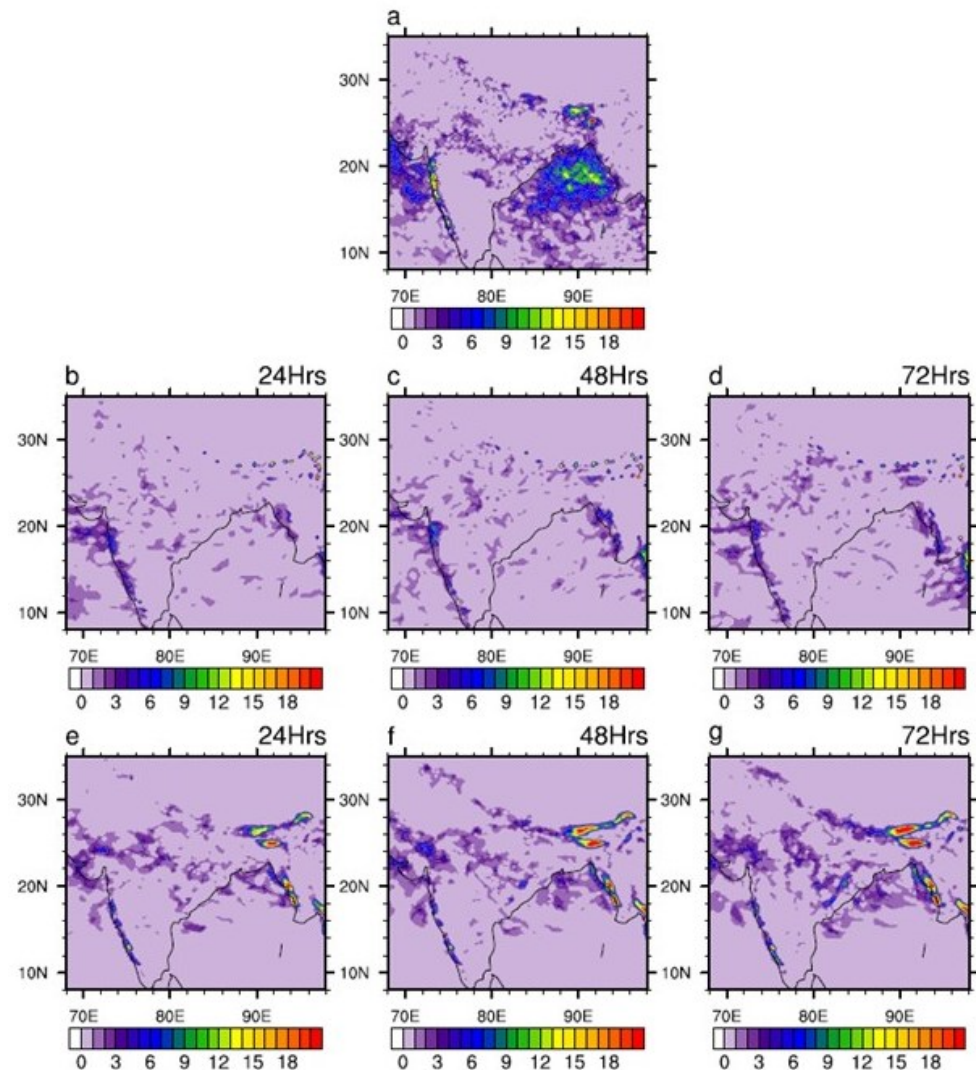 a
30N
20N
10N
70E 80E 90E
0 3 6 9 12 15 18
b 24Hrs c 48Hrs d 72Hrs
30N 30N 30N
20N 20N 20N
10N 10N 10N
70E 80E 90E 70E 80E 90E 70E 80E 90E
0 3 6 9 12 15 18 0 3 6 9 12 15 18 0 3 6 9 12 15 18
e 24Hrs f 48Hrs g 72Hrs
30N 30N 30N
20N 20N 20N
10N 10N 10N
70E 80E 90E 70E 80E 90E 70E 80E 90E
0 3 6 9 12 15 18 0 3 6 9 12 15 18 0 3 6 9 12 15 18